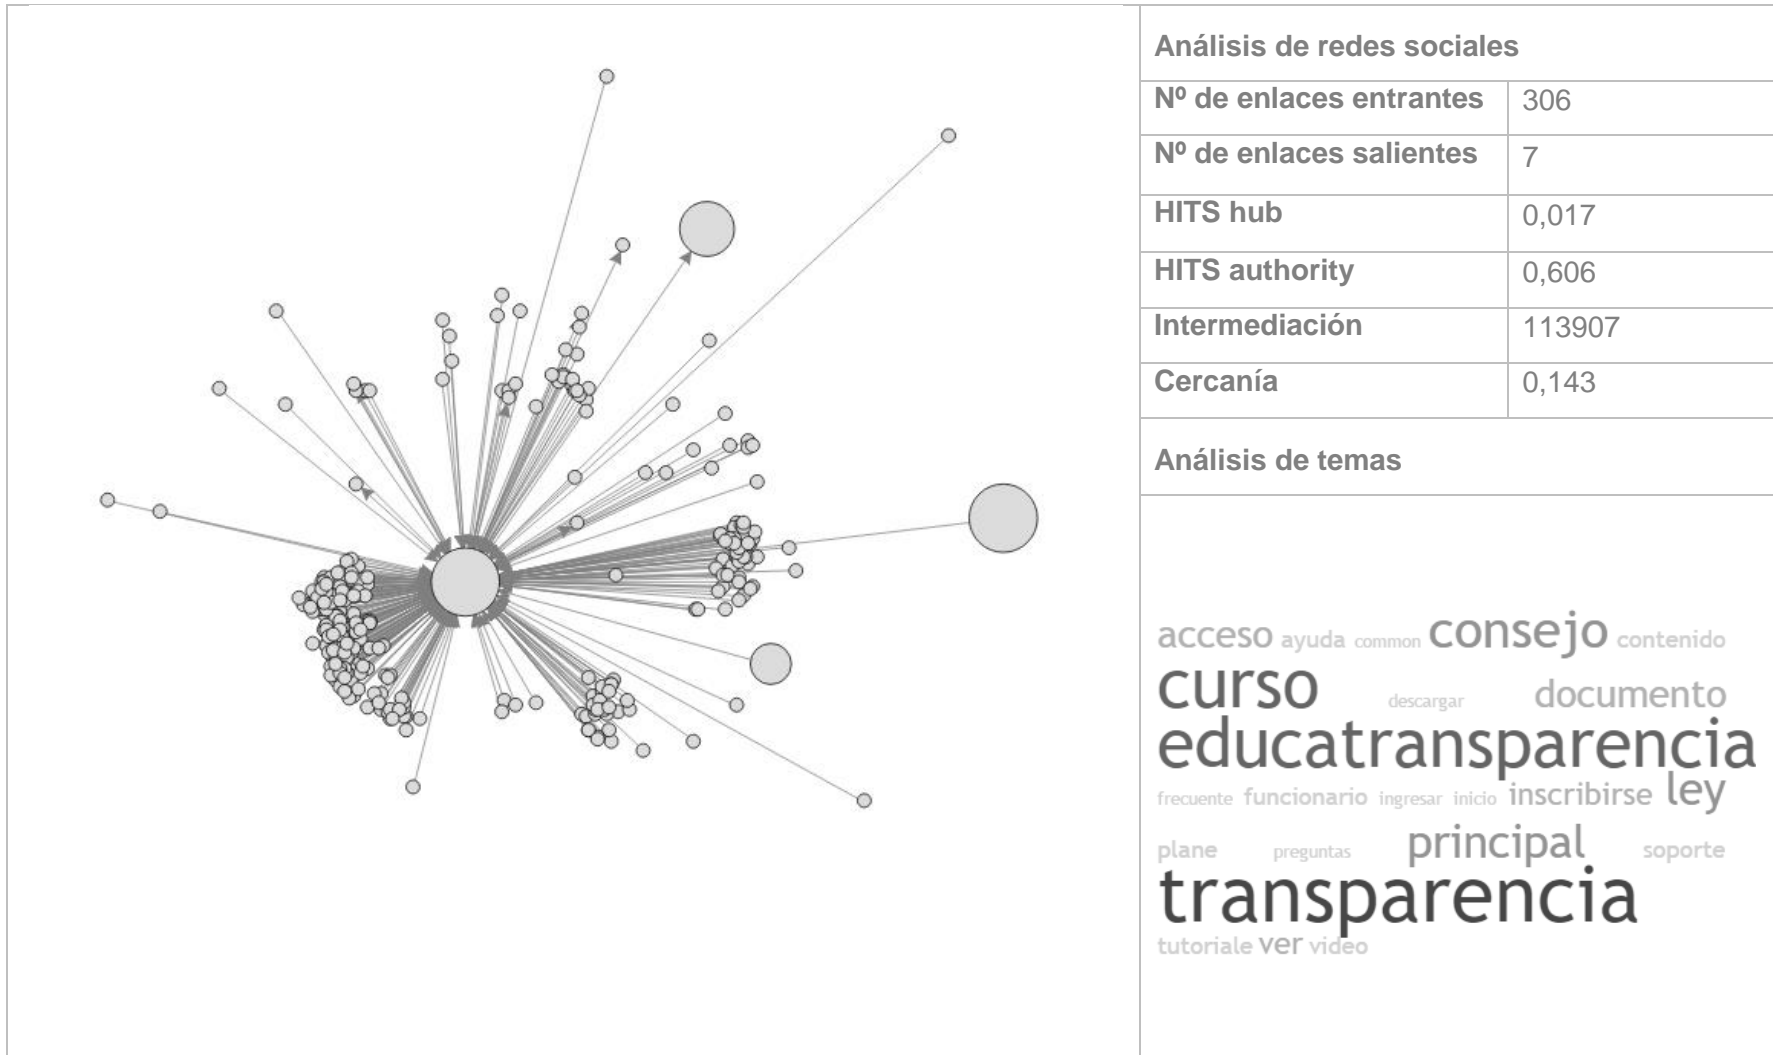 Análisis de redes sociales
Nº de enlaces entrantes 306
Nº de enlaces salientes 7
HITS hub 0,017
HITS authority 0,606
Intermediación 113907
Cercanía 0,143
Análisis de temas
acceso ayuda common consejo contenido
curso descargar documento
educatransparencia
frecuente funcionario ingresar inicio inscribirse ley
plane preguntas principal soporte
transparencia
tutoriale ver video